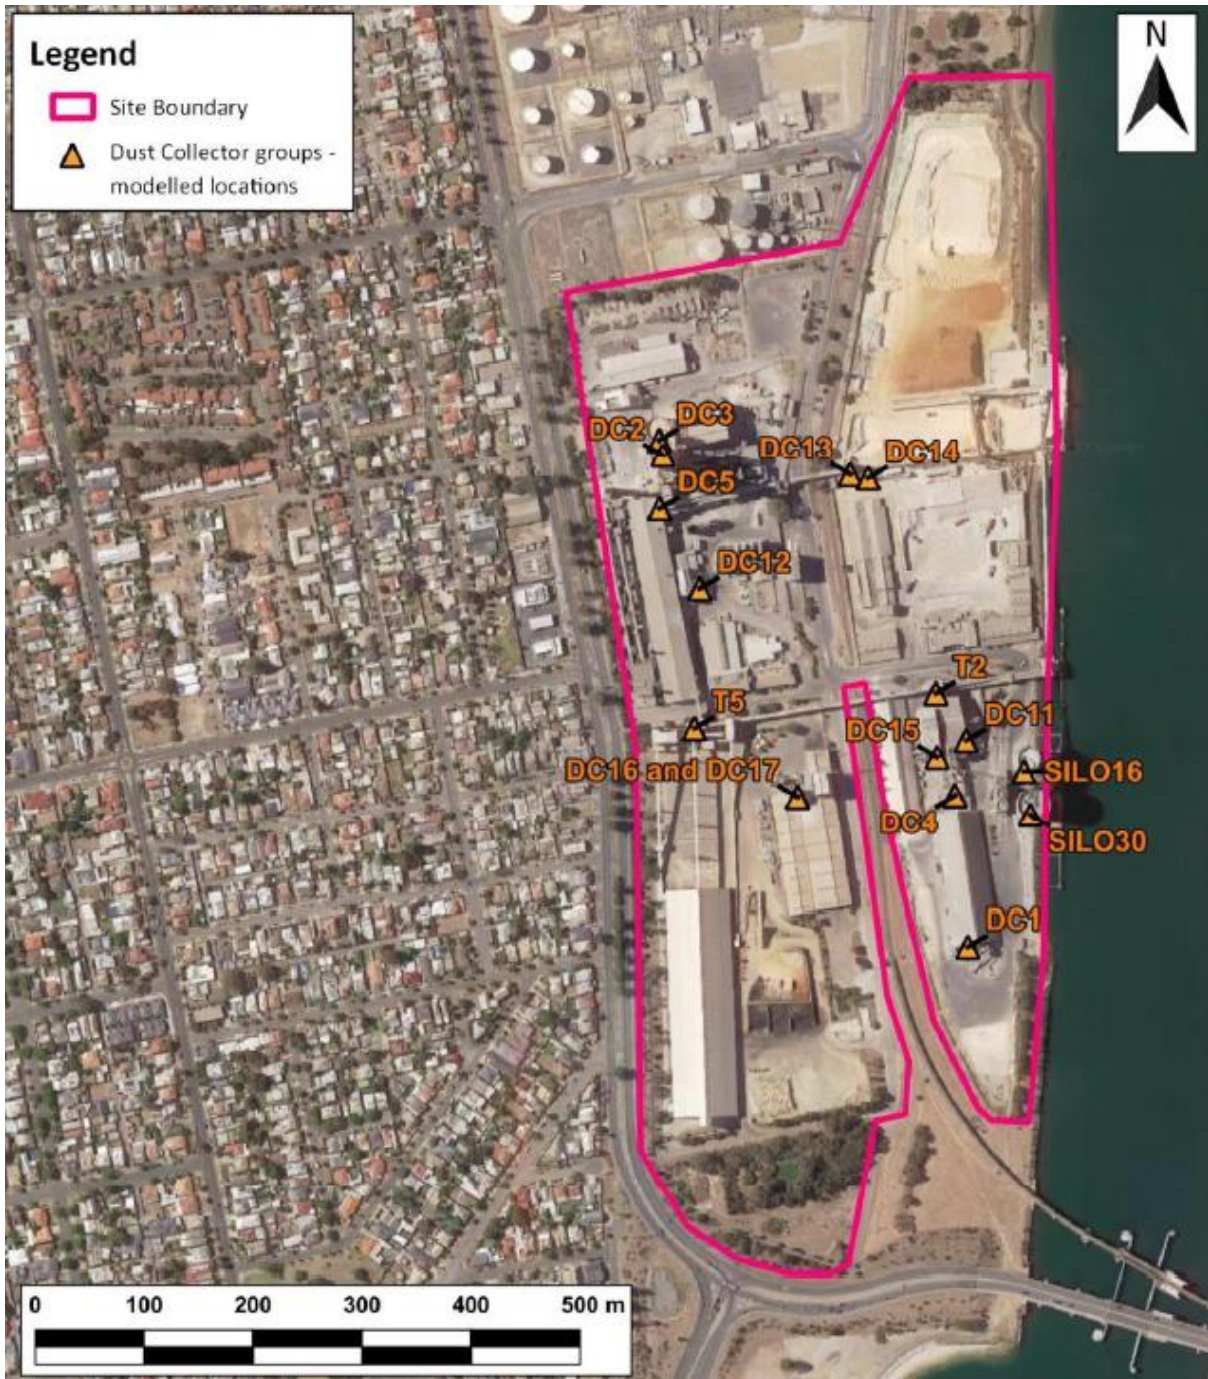 Legend
Site Boundary
Dust Collector groups -
modelled locations
N
DC3
DC2
DC13
DC14
DC5
DC12
T2
T5
DC11
DC15
DC16 and DC17
SILO16
DC4
SILO30
DC1
0 100 200 300 400 500 m